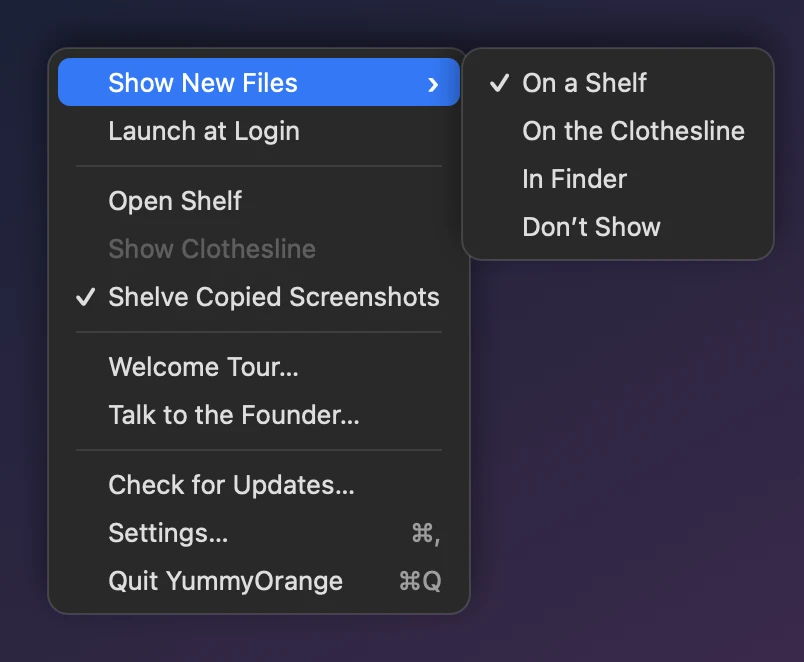 Show New Files
Launch at Login
Open Shelf
Show Clothesline
✓ Shelve Copied Screenshots
Welcome Tour...
Talk to the Founder...
Check for Updates...
Settings... ⌘,
Quit YummyOrange ⌘Q
✓ On a Shelf
On the Clothesline
In Finder
Don’t Show